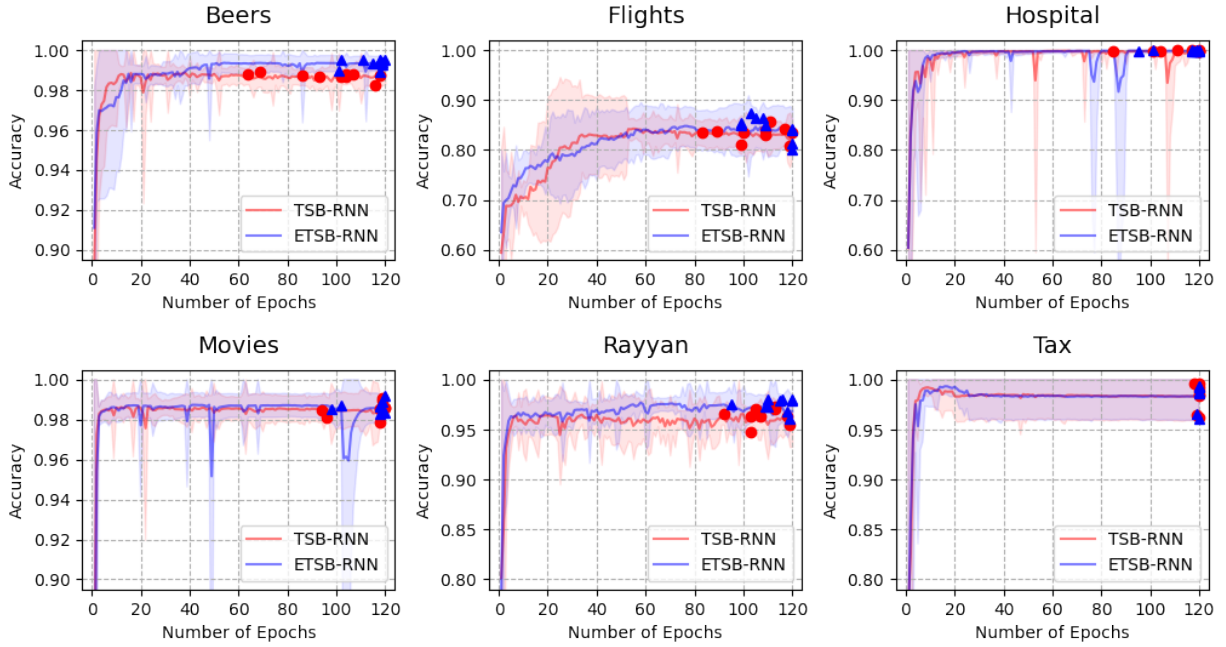 Beers
Accuracy
1.00
0.98
0.96
0.94
0.92
0.90
TSB-RNN
ETSB-RNN
0 20 40 60 80 100 120
Number of Epochs
Flights
Accuracy
1.00
0.90
0.80
0.70
0.60
TSB-RNN
ETSB-RNN
0 20 40 60 80 100 120
Number of Epochs
Hospital
Accuracy
1.00
0.90
0.80
0.70
0.60
TSB-RNN
ETSB-RNN
0 20 40 60 80 100 120
Number of Epochs
Movies
Accuracy
1.00
0.98
0.96
0.94
0.92
0.90
TSB-RNN
ETSB-RNN
0 20 40 60 80 100 120
Number of Epochs
Rayyan
Accuracy
1.00
0.95
0.90
0.85
0.80
TSB-RNN
ETSB-RNN
0 20 40 60 80 100 120
Number of Epochs
Tax
Accuracy
1.00
0.95
0.90
0.85
0.80
TSB-RNN
ETSB-RNN
0 20 40 60 80 100 120
Number of Epochs